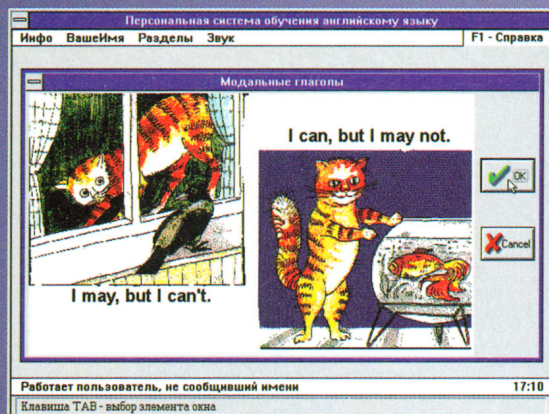 Персональная система обучения английскому языку
Инфо ВашеИмя Разделы Звук F1 - Справка
Модальные глаголы
I can, but I may not.
OK
Cancel
I may, but I can't.
Работает пользователь, не сообщивший имени 17:10
Клавиша TAB - выбор элемента окна